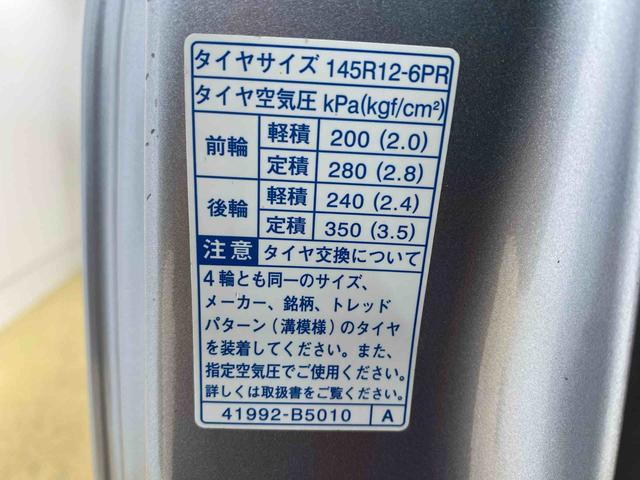 タイヤサイズ 145R12-6PR
タイヤ空気圧 kPa(kgf/cm²)
前輪 軽積 200 (2.0)
定積 280 (2.8)
後輪 軽積 240 (2.4)
定積 350 (3.5)
注意 タイヤ交換について
4輪とも同一のサイズ、
メーカー、銘柄、トレッド
パターン(溝模様)のタイヤ
を装着してください。また、
指定空気圧でご使用ください。
詳しくは取扱書をご覧ください。
41992-B5010 A